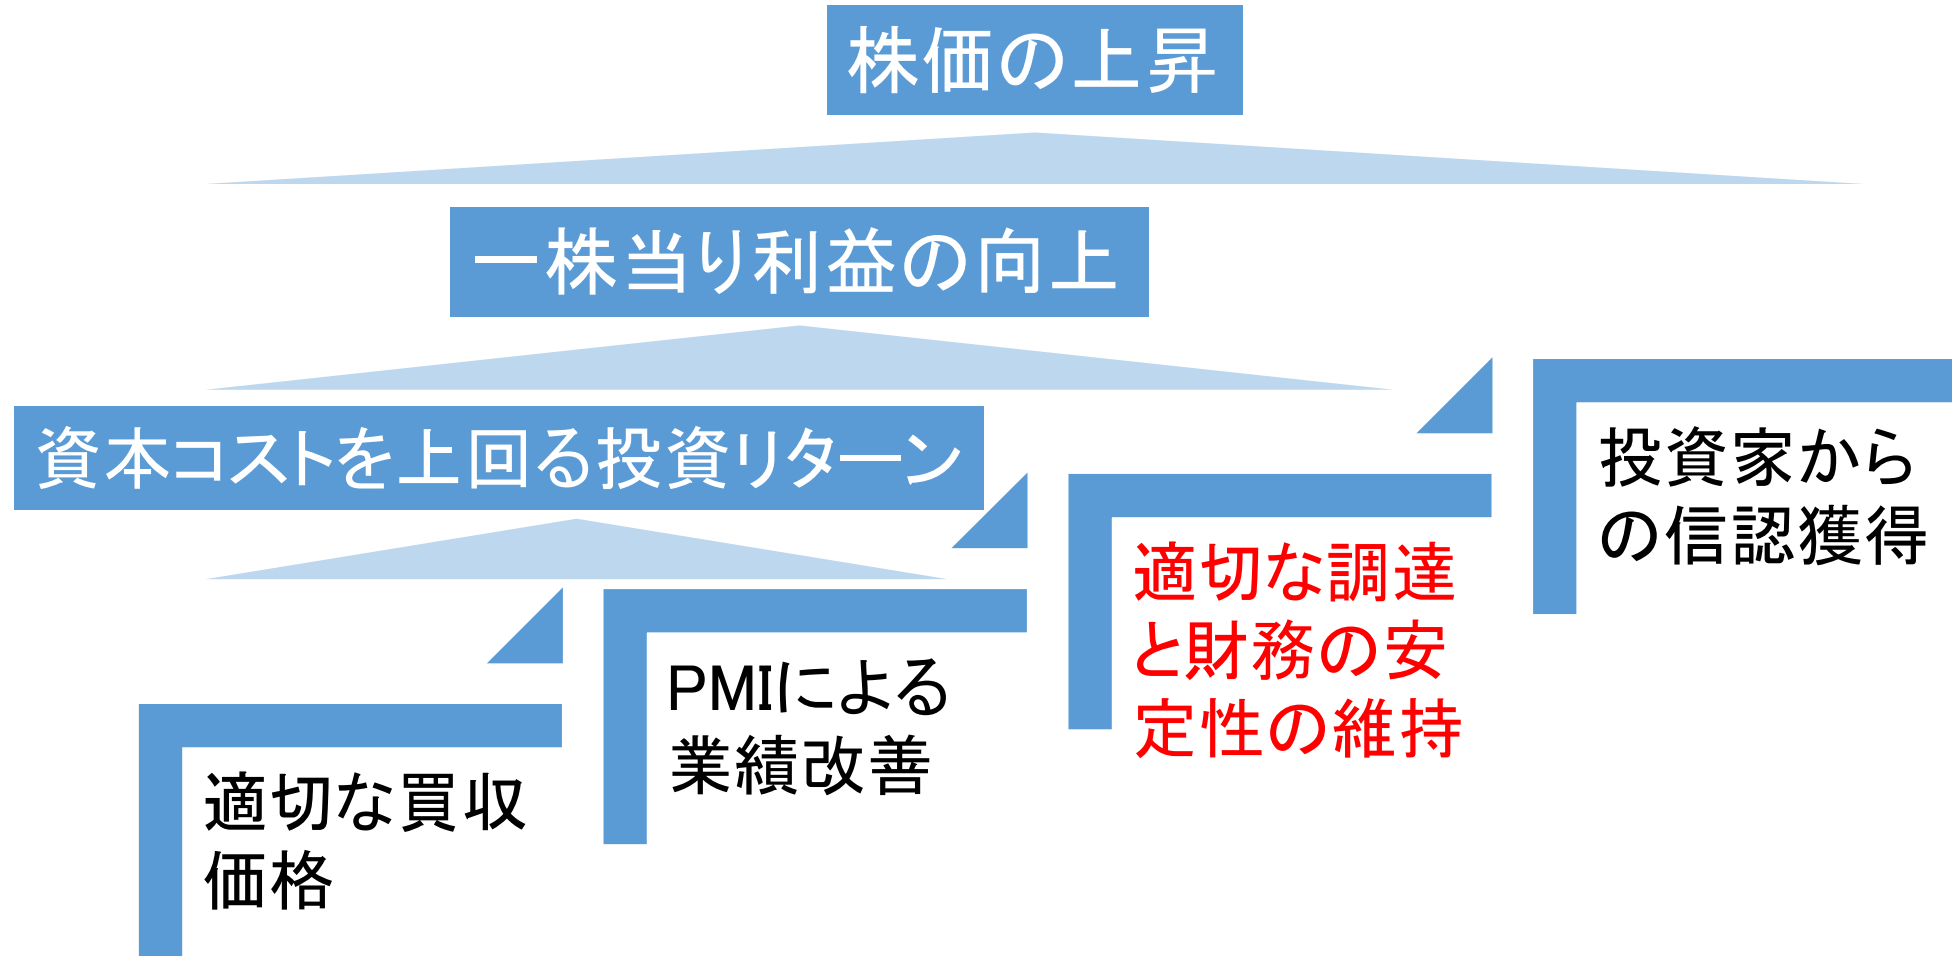 株価の上昇
一株当り利益の向上
資本コストを上回る投資リターン
投資家から
の信認獲得
適切な調達
と財務の安
定性の維持
PMIによる
業績改善
適切な買収
価格